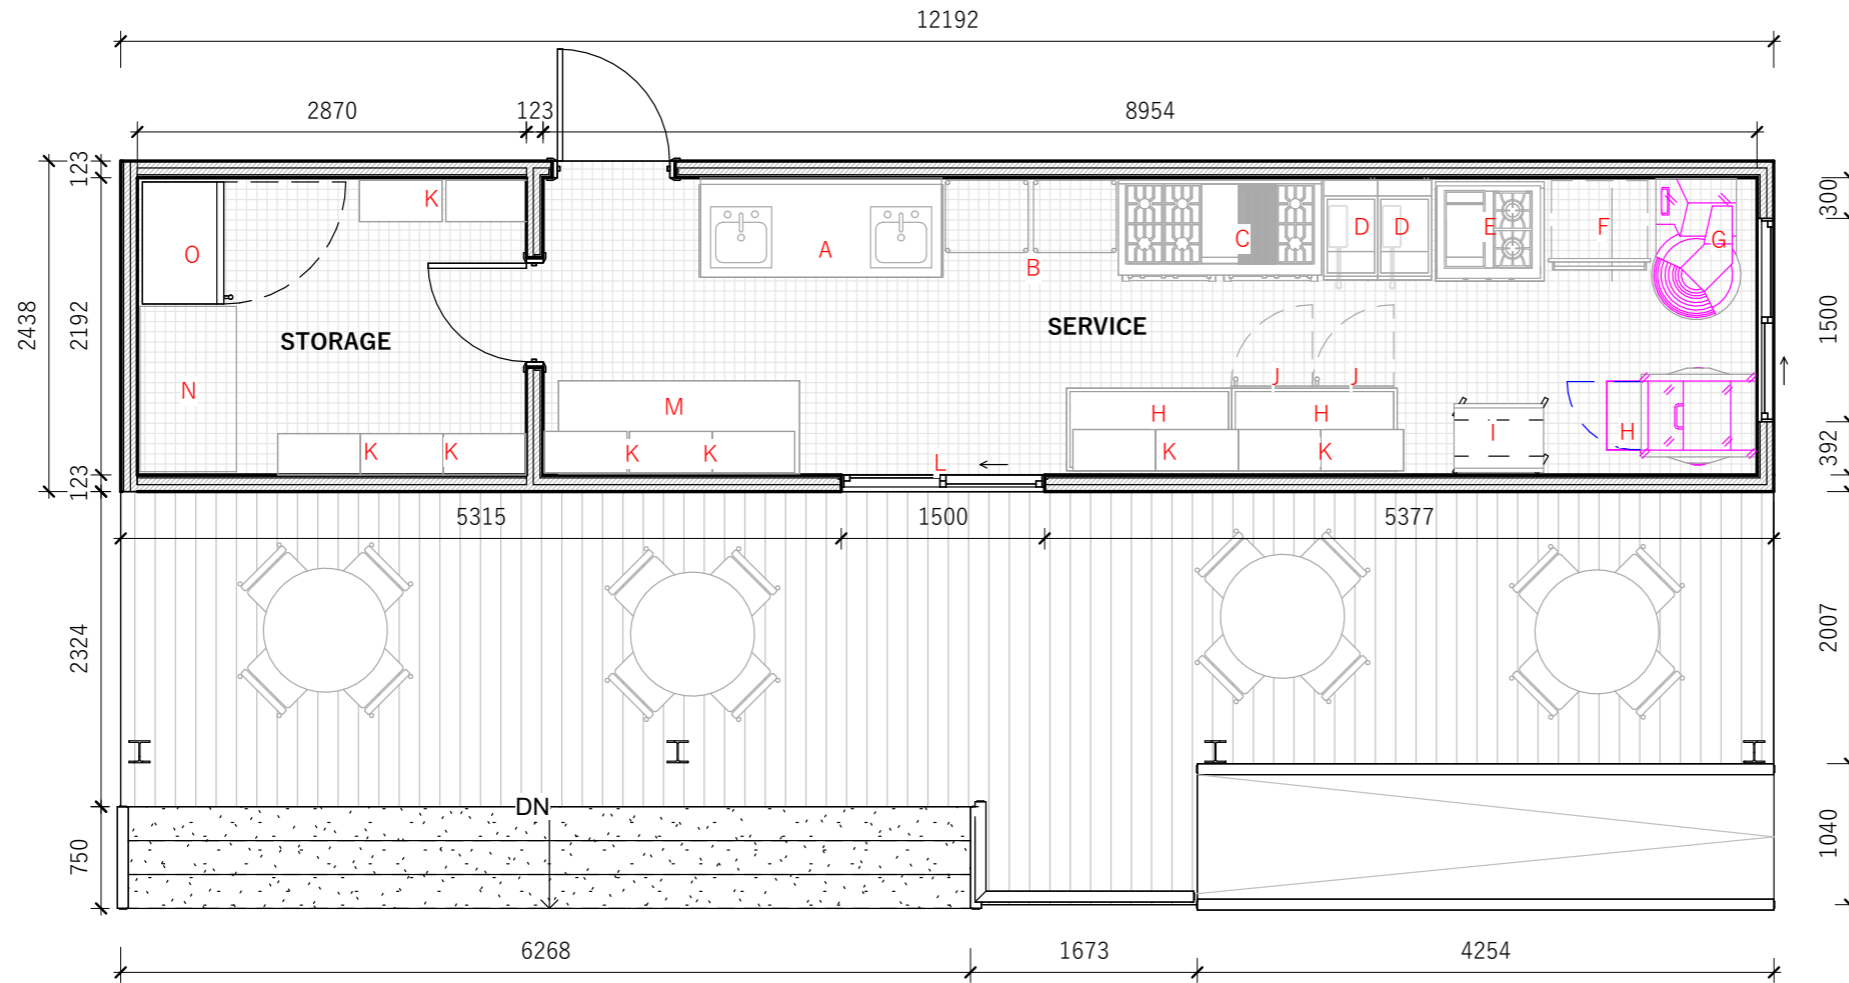 12192
2870 123 8954
123
2438
2192
123
2324
750
300
1500
392
2007
1040
K
O
A
B
C
D
D
E
F
G
STORAGE
SERVICE
N
M
J
J
H
H
I
H
K
K
K
K
K
K
L
5315 1500 5377
DN
6268 1673 4254